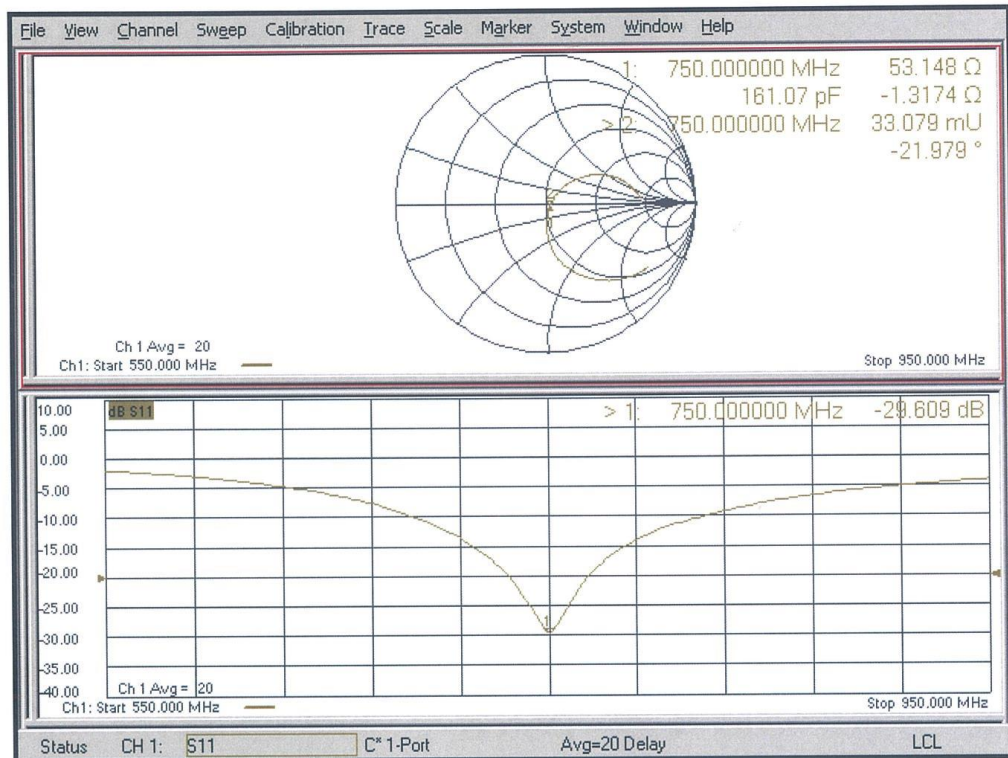 File View Channel Sweep Calibration Trace Scale Marker System Window Help
1: 750.000000 MHz 53.148 Ω
161.07 pF -1.3174 Ω
> 2: 750.000000 MHz 33.079 mU
-21.979 °
Ch 1 Avg = 20
Ch1: Start 550.000 MHz Stop 950.000 MHz
10.00 dB S11 > 1: 750.000000 MHz -29.609 dB
5.00
0.00
-5.00
-10.00
-15.00
-20.00
-25.00
1
-30.00
-35.00
-40.00 Ch 1 Avg = 20
Ch1: Start 550.000 MHz Stop 950.000 MHz
Status CH 1: S11 C* 1-Port Avg=20 Delay LCL